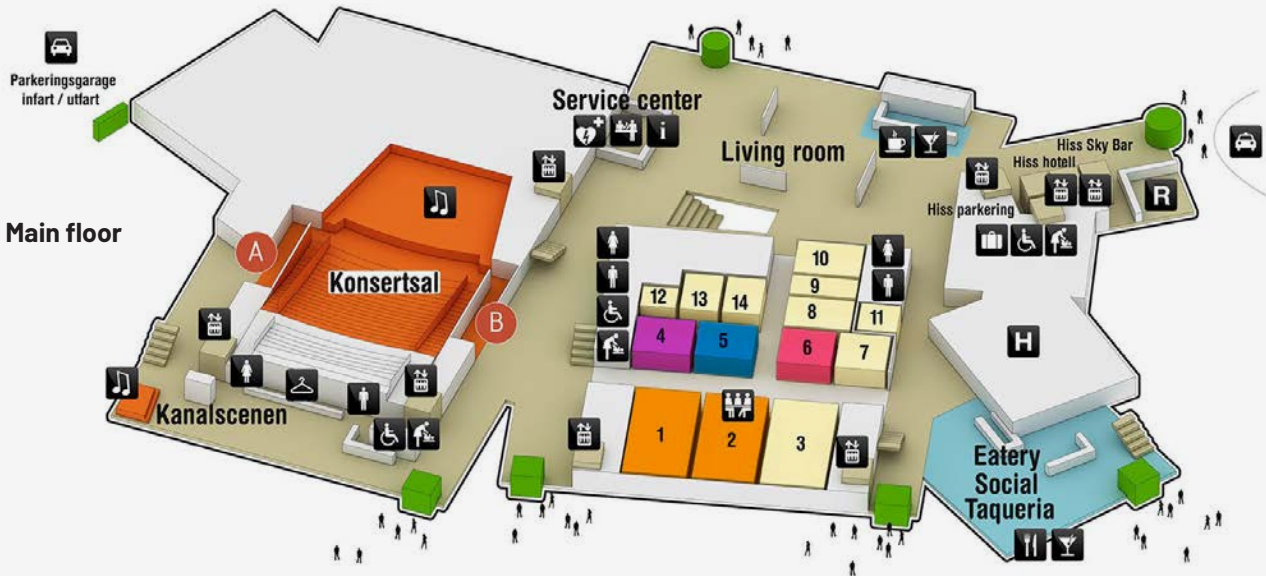 Parkeringsgarage
infart / utfart
Service center
i
Living room
Hiss Sky Bar
Hiss hotell
R
Hiss parkering
Main floor
A
Konsertsal
B
Kanalscenen
10
9
8
11
12
13
14
4
5
6
7
1
2
3
H
Eatery
Social
Taqueria